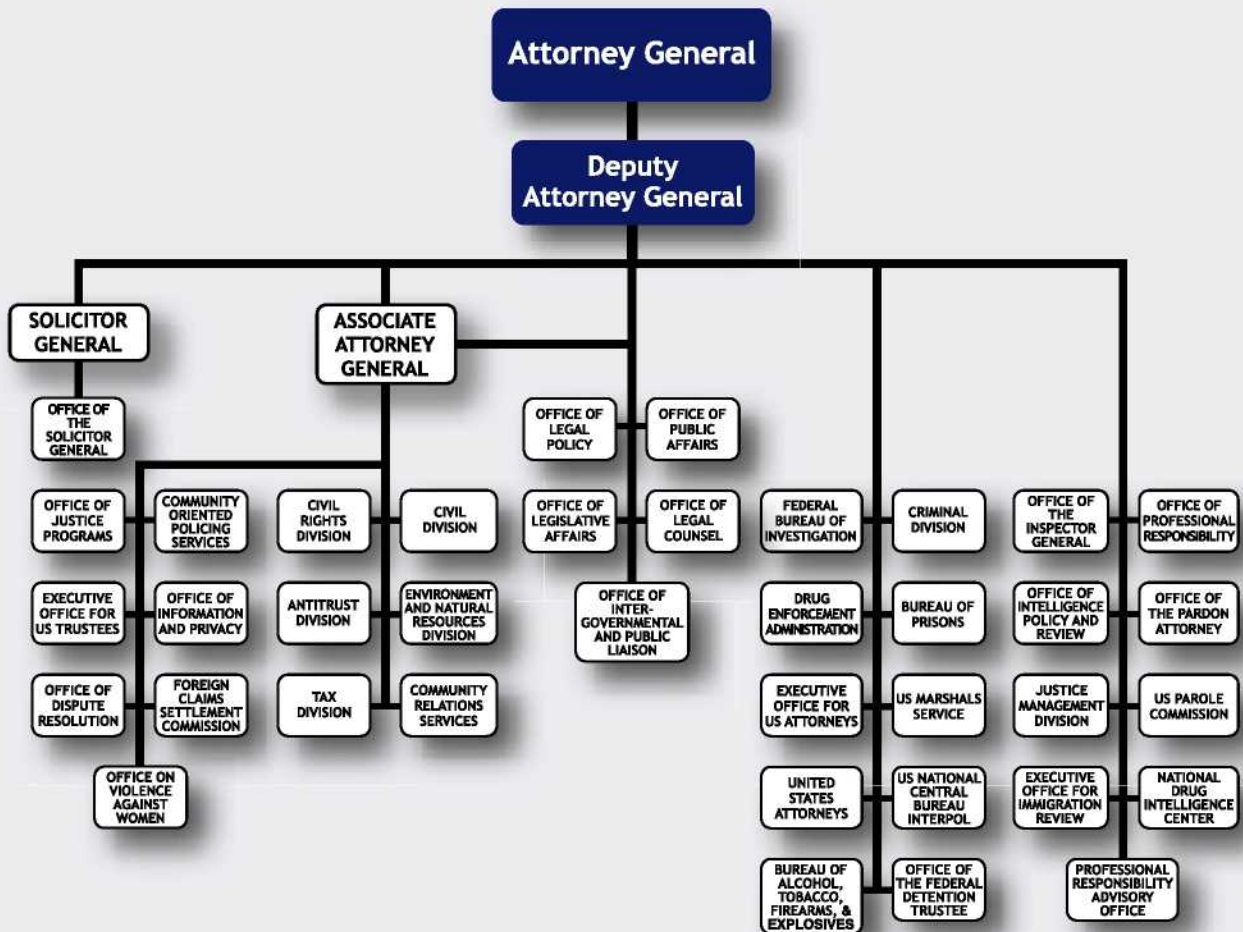 Attorney General
Deputy
Attorney General
SOLICITOR
GENERAL
ASSOCIATE
ATTORNEY
GENERAL
OFFICE OF
THE
SOLICITOR
GENERAL
OFFICE OF
LEGAL
POLICY
OFFICE OF
PUBLIC
AFFAIRS
OFFICE OF
JUSTICE
PROGRAMS
COMMUNITY
ORIENTED
POLICING
SERVICES
CIVIL
RIGHTS
DIVISION
CIVIL
DIVISION
OFFICE OF
LEGISLATIVE
AFFAIRS
OFFICE OF
LEGAL
COUNSEL
FEDERAL
BUREAU OF
INVESTIGATION
CRIMINAL
DIVISION
OFFICE OF
THE
INSPECTOR
GENERAL
OFFICE OF
PROFESSIONAL
RESPONSIBILITY
EXECUTIVE
OFFICE FOR
US TRUSTEES
OFFICE OF
INFORMATION
AND PRIVACY
ANTITRUST
DIVISION
ENVIRONMENT
AND NATURAL
RESOURCES
DIVISION
OFFICE OF
INTER-
GOVERNMENTAL
AND PUBLIC
LIAISON
DRUG
ENFORCEMENT
ADMINISTRATION
BUREAU OF
PRISONS
OFFICE OF
INTELLIGENCE
POLICY AND
REVIEW
OFFICE OF
THE PARDON
ATTORNEY
OFFICE OF
DISPUTE
RESOLUTION
FOREIGN
CLAIMS
SETTLEMENT
COMMISSION
TAX
DIVISION
COMMUNITY
RELATIONS
SERVICES
EXECUTIVE
OFFICE FOR
US ATTORNEYS
US MARSHALS
SERVICE
JUSTICE
MANAGEMENT
DIVISION
US PAROLE
COMMISSION
OFFICE ON
VIOLENCE
AGAINST
WOMEN
UNITED
STATES
ATTORNEYS
US NATIONAL
CENTRAL
BUREAU
INTERPOL
EXECUTIVE
OFFICE FOR
IMMIGRATION
REVIEW
NATIONAL
DRUG
INTELLIGENCE
CENTER
BUREAU OF
ALCOHOL,
TOBACCO,
FIREARMS, &
EXPLOSIVES
OFFICE OF
THE FEDERAL
DETENTION
TRUSTEE
PROFESSIONAL
RESPONSIBILITY
ADVISORY
OFFICE